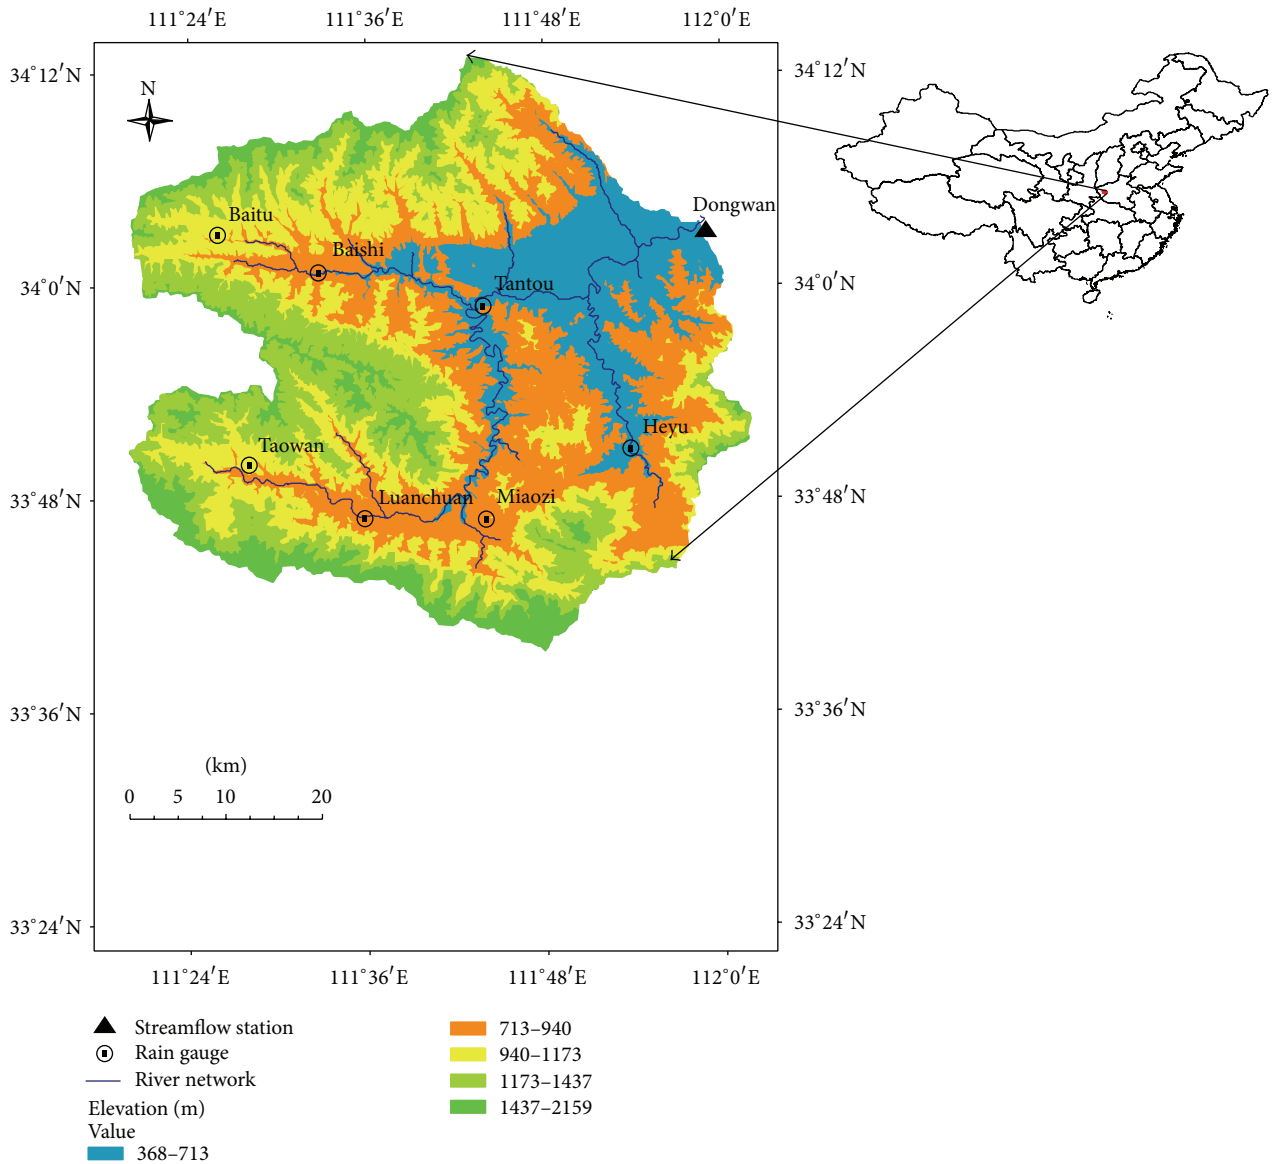 111°24′E 111°36′E 111°48′E 112°0′E
34°12′N
34°12′N
N
Dongwan
Baitu
Baishi
34°0′N
Tantou
34°0′N
Heyu
Taowan
33°48′N
Luanchuan
Miaozi
33°48′N
33°36′N
33°36′N
(km)
0 5 10 20
33°24′N
33°24′N
111°24′E 111°36′E 111°48′E 112°0′E
Streamflow station
Rain gauge
River network
Elevation (m)
Value
368–713
713–940
940–1173
1173–1437
1437–2159